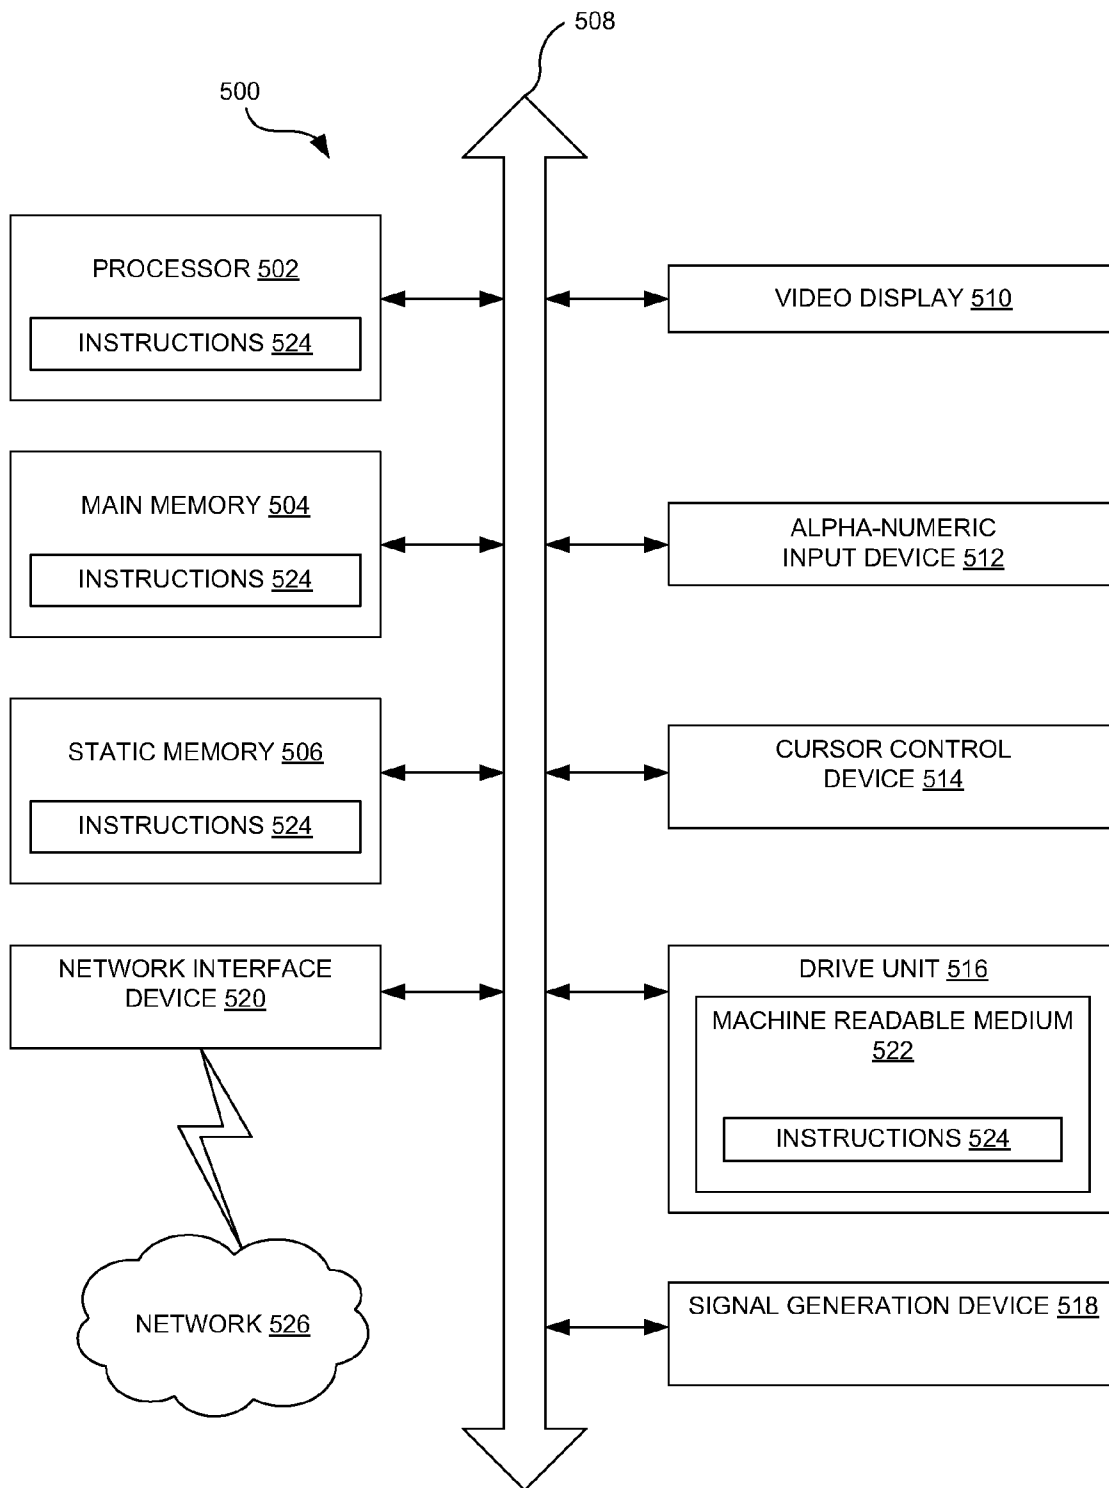 508
500
PROCESSOR 502
INSTRUCTIONS 524
MAIN MEMORY 504
INSTRUCTIONS 524
STATIC MEMORY 506
INSTRUCTIONS 524
NETWORK INTERFACE
DEVICE 520
NETWORK 526
VIDEO DISPLAY 510
ALPHA-NUMERIC
INPUT DEVICE 512
CURSOR CONTROL
DEVICE 514
DRIVE UNIT 516
MACHINE READABLE MEDIUM
522
INSTRUCTIONS 524
SIGNAL GENERATION DEVICE 518